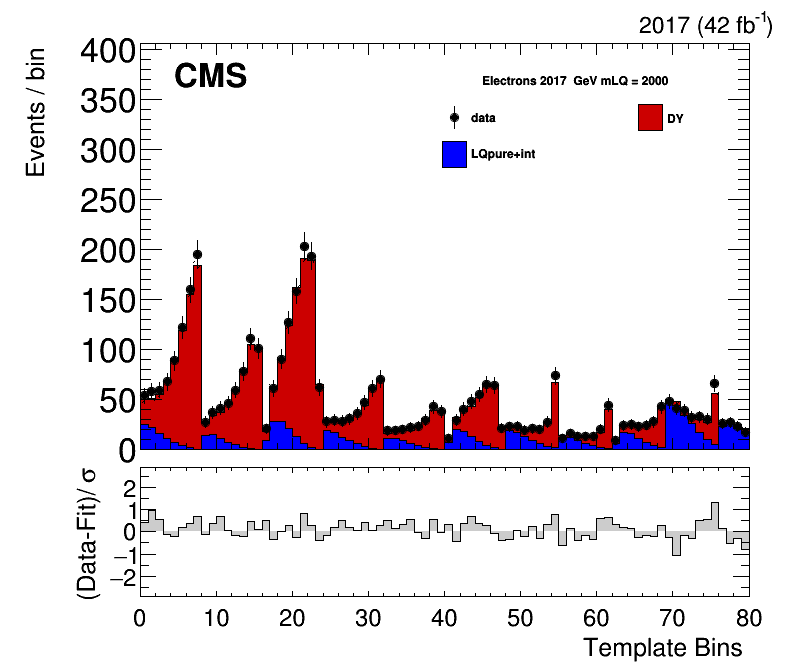 2017 (42 fb-1)
CMS
Electrons 2017 GeV mLQ = 2000
data
DY
LQpure+int
Events / bin
400
350
300
250
200
150
100
50
0
(Data-Fit)/ σ
2
1
0
−1
−2
0 10 20 30 40 50 60 70 80
Template Bins